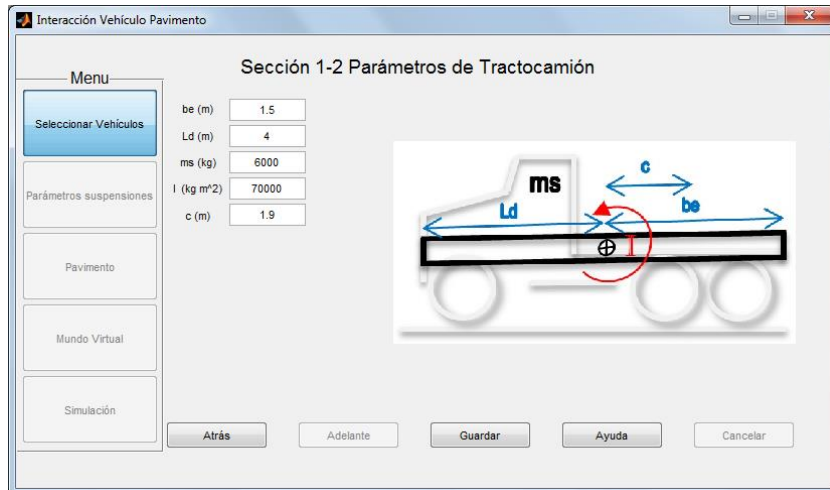 Interacción Vehículo Pavimento
Sección 1-2 Parámetros de Tractocamión
Menu
Seleccionar Vehículos
Parámetros suspensiones
Pavimento
Mundo Virtual
Simulación
be (m) 1.5
Ld (m) 4
ms (kg) 6000
I (kg m^2) 70000
c (m) 1.9
ms
c
Ld
be
I
Atrás
Adelante
Guardar
Ayuda
Cancelar